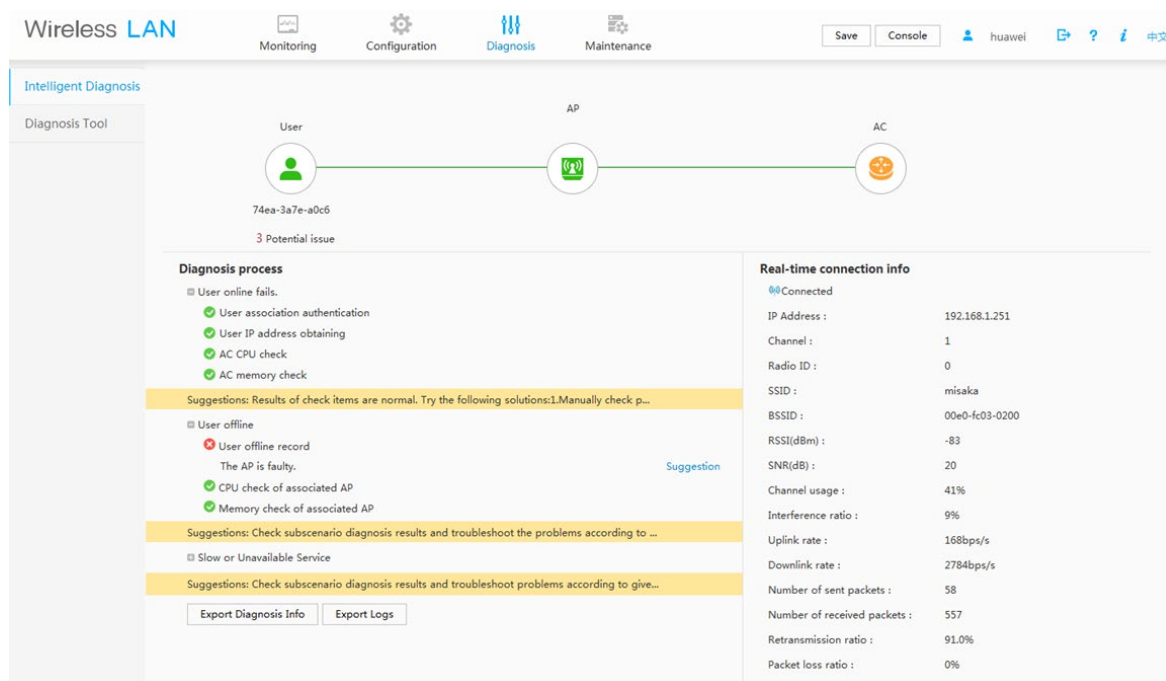 Wireless LAN
Monitoring
Configuration
Diagnosis
Maintenance
Save
Console
huawei
?
i
中文
Intelligent Diagnosis
Diagnosis Tool
User
AP
AC
74ea-3a7e-a0c6
3 Potential issue
Diagnosis process
User online fails.
User association authentication
User IP address obtaining
AC CPU check
AC memory check
Suggestions: Results of check items are normal. Try the following solutions:1.Manually check p...
User offline
User offline record
The AP is faulty.
Suggestion
CPU check of associated AP
Memory check of associated AP
Suggestions: Check subscenario diagnosis results and troubleshoot the problems according to ...
Slow or Unavailable Service
Suggestions: Check subscenario diagnosis results and troubleshoot problems according to give...
Export Diagnosis Info
Export Logs
Real-time connection info
Connected
IP Address : 192.168.1.251
Channel : 1
Radio ID : 0
SSID : misaka
BSSID : 00e0-fc03-0200
RSSI(dBm) : -83
SNR(dB) : 20
Channel usage : 41%
Interference ratio : 9%
Uplink rate : 168bps/s
Downlink rate : 2784bps/s
Number of sent packets : 58
Number of received packets : 557
Retransmission ratio : 91.0%
Packet loss ratio : 0%